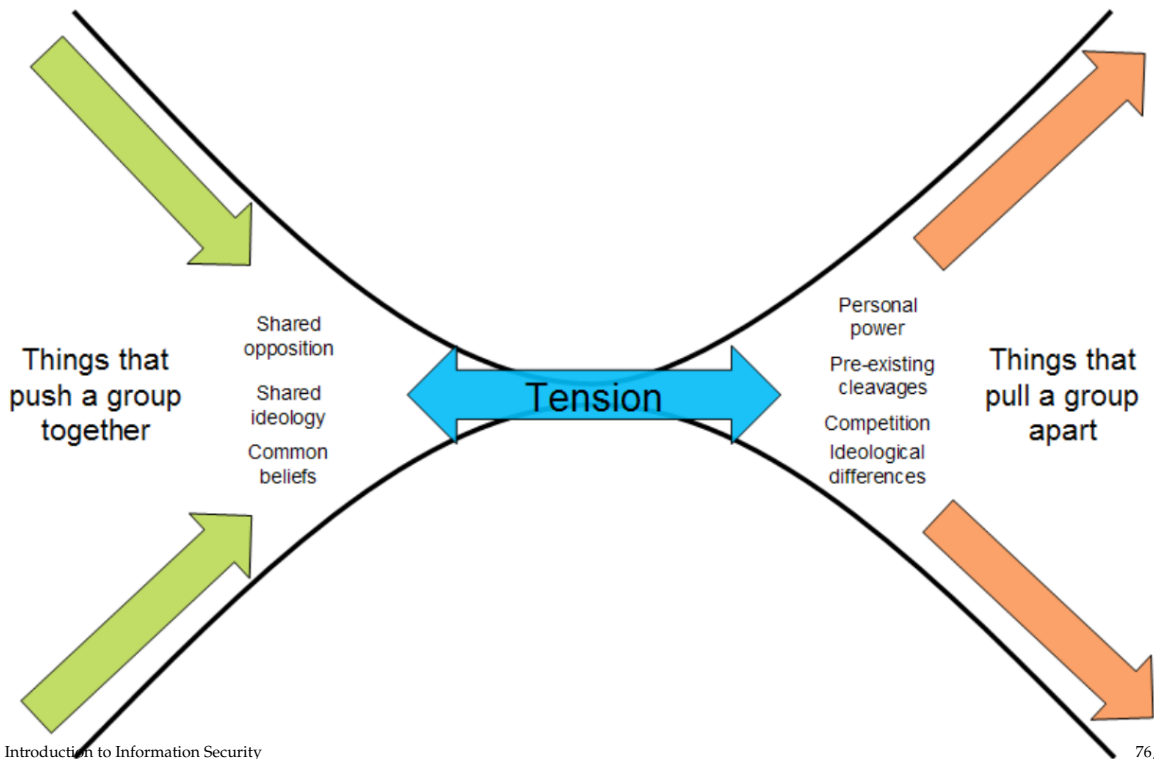 Things that
push a group
together
Shared
opposition
Shared
ideology
Common
beliefs
Tension
Personal
power
Pre-existing
cleavages
Competition
Ideological
differences
Things that
pull a group
apart
Introduction to Information Security
76